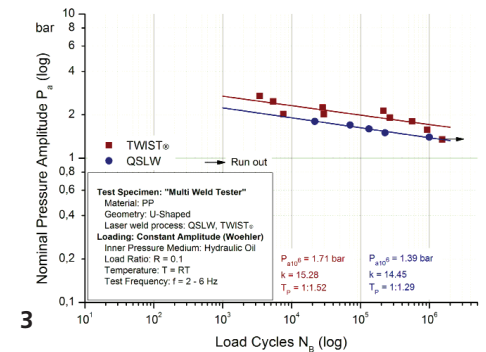 bar
10
8
6
4
2
1
0,8
0,6
0,4
0,2
0,1
Nominal Pressure Amplitude Pa (log)
TWIST®
QSLW
Run out
Test Specimen: "Multi Weld Tester"
Material: PP
Geometry: U-Shaped
Laser weld process: QSLW, TWIST®
Loading: Constant Amplitude (Woehler)
Inner Pressure Medium: Hydraulic Oil
Load Ratio: R = 0.1
Temperature: T = RT
Test Frequency: f = 2 - 6 Hz
Pa10⁶ = 1.71 bar
k = 15.28
TP = 1:1.52
Pa10⁶ = 1.39 bar
k = 14.45
TP = 1:1.29
10¹ 10² 10³ 10⁴ 10⁵ 10⁶
Load Cycles NB (log)
3